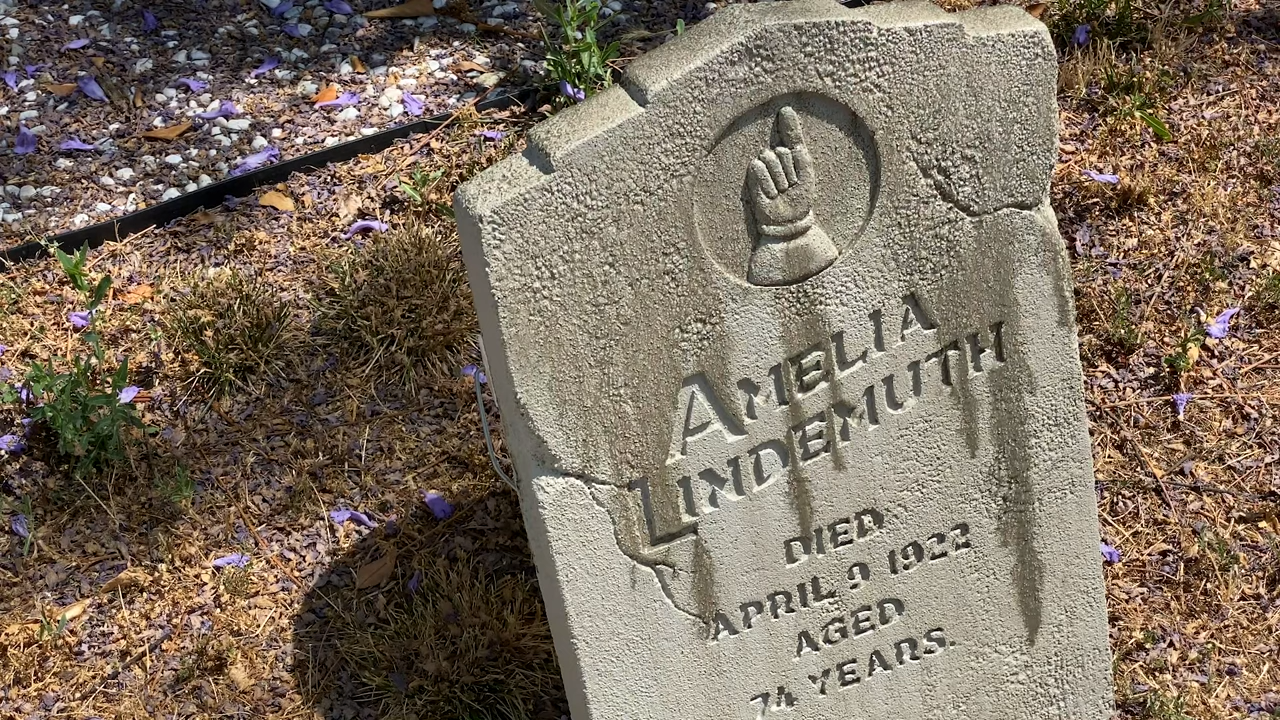 AMELIA
LINDEMUTH
DIED
APRIL 9 1922
AGED
74 YEARS.